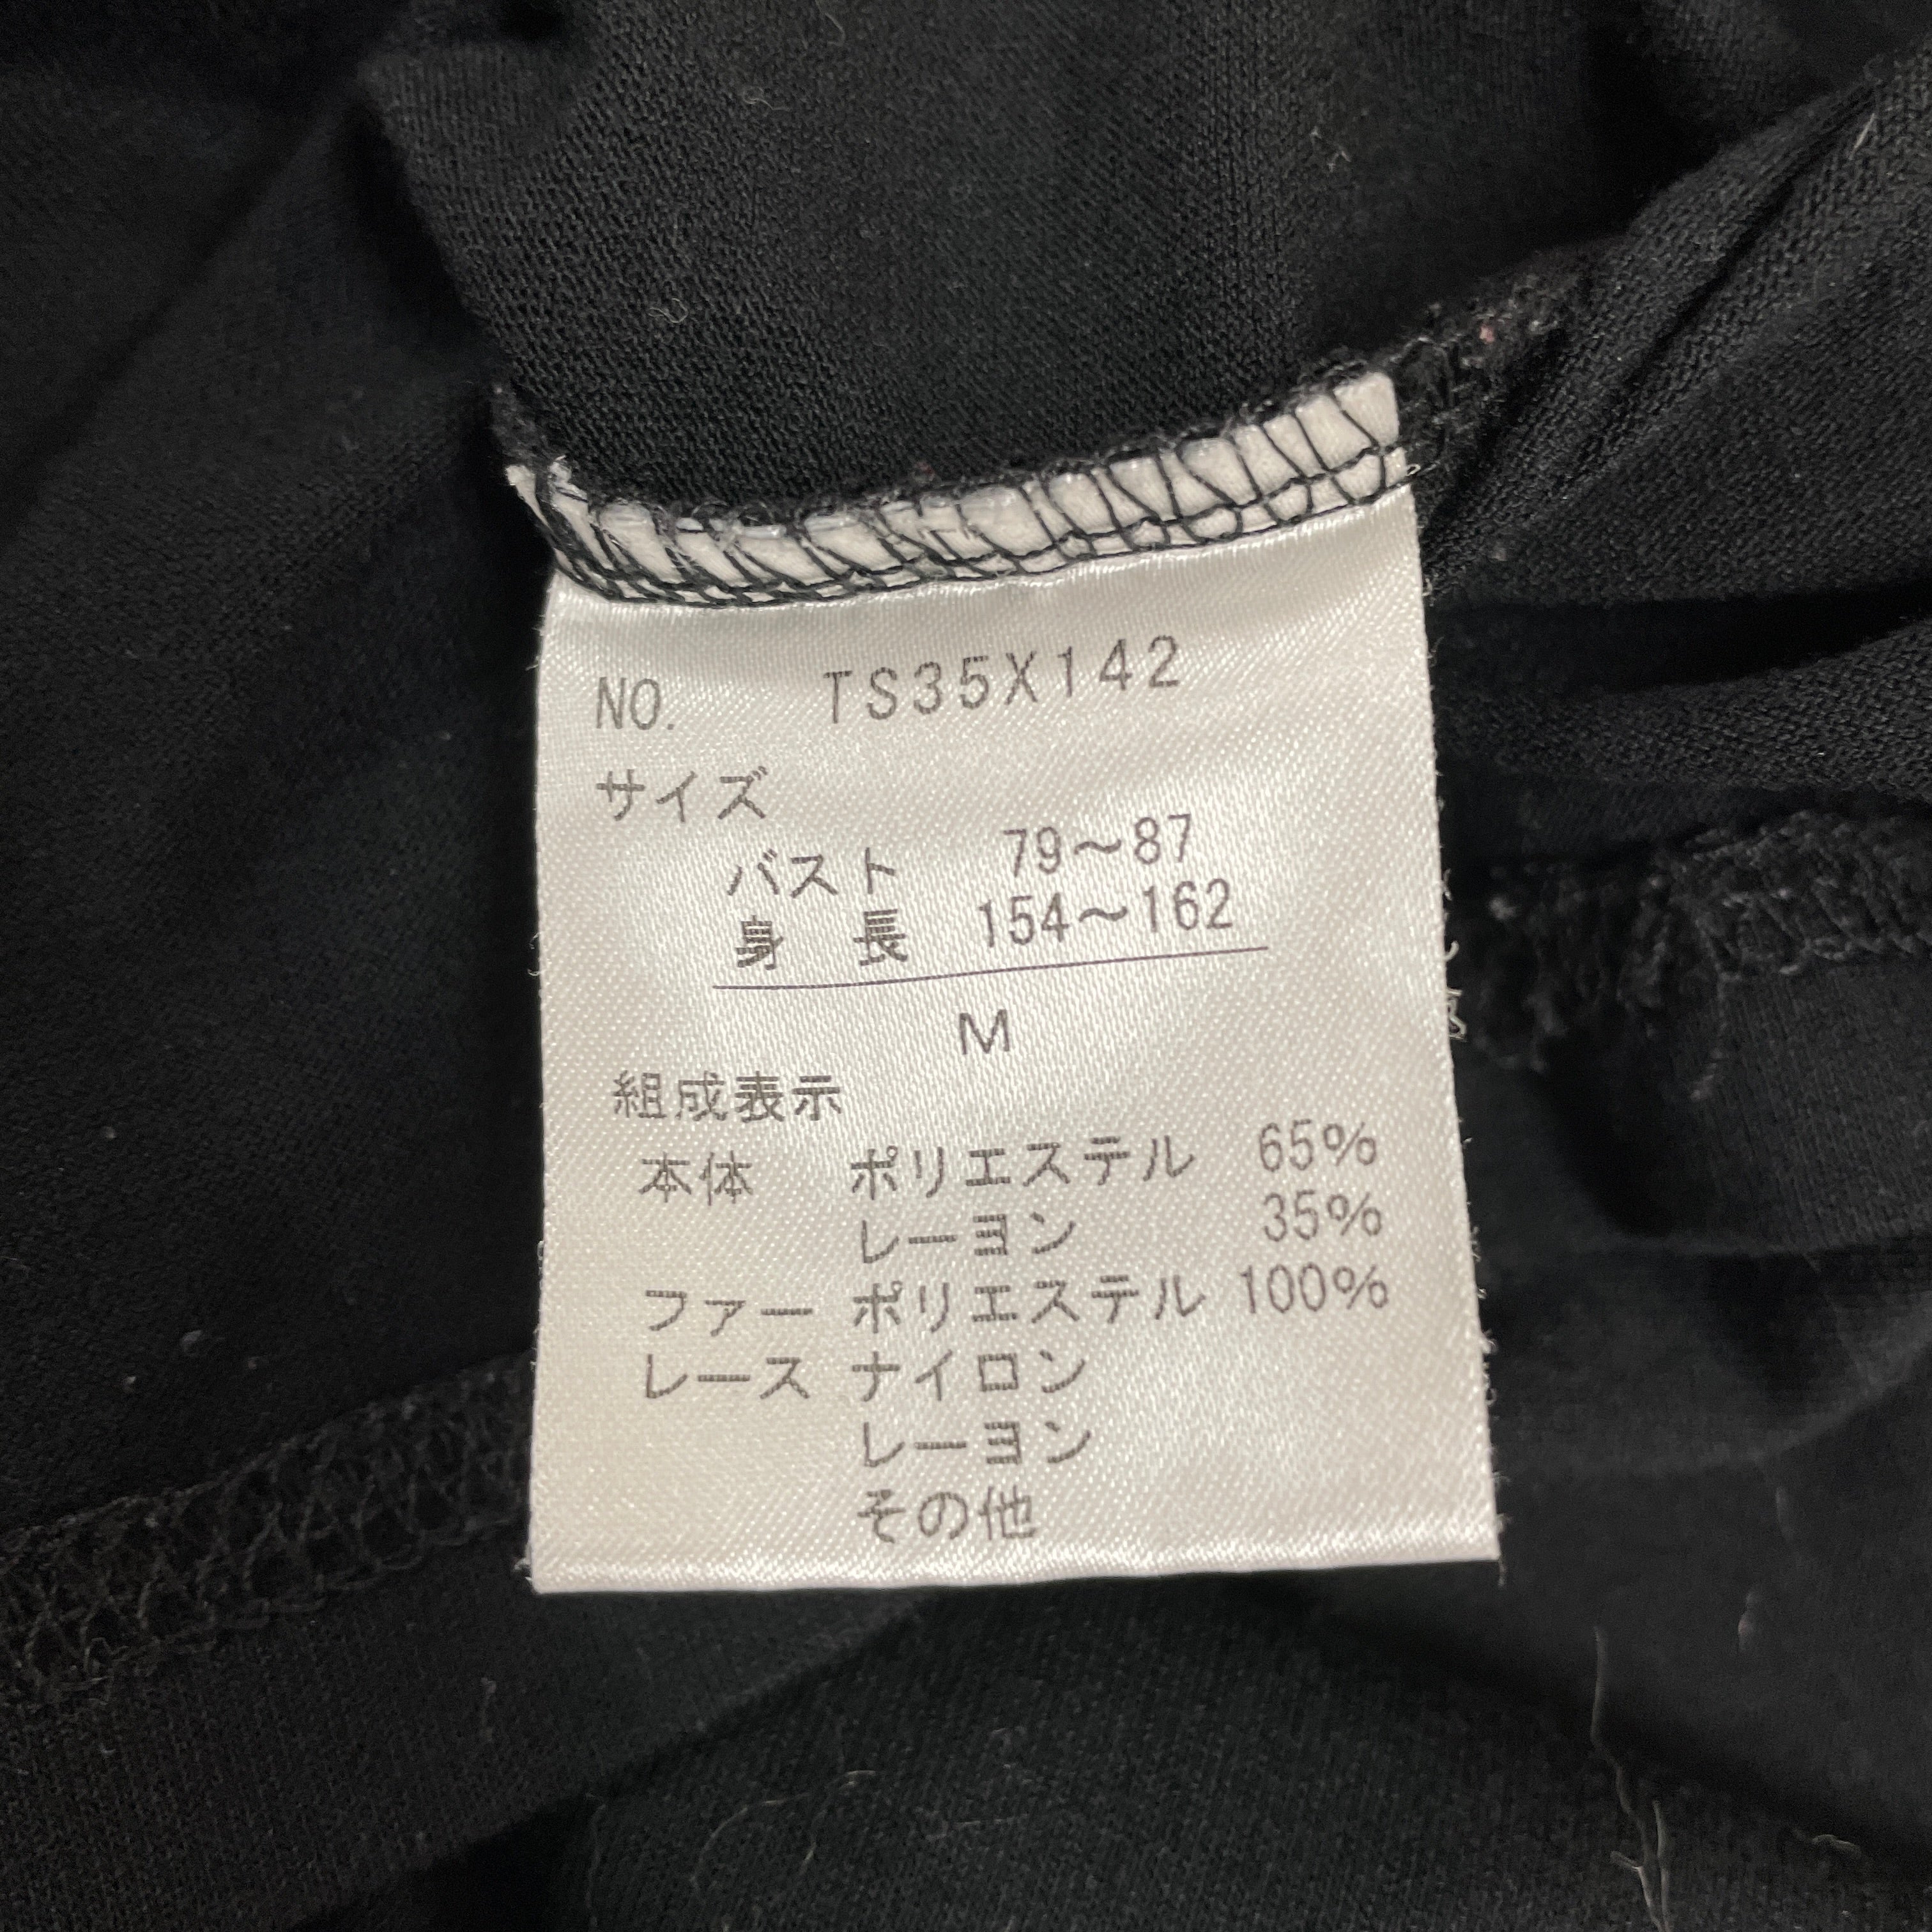 NO. TS35X142
サイズ
バスト 79～87
身長 154～162
M
組成表示
本体 ポリエステル 65%
レーヨン 35%
ファー ポリエステル 100%
レース ナイロン
レーヨン
その他